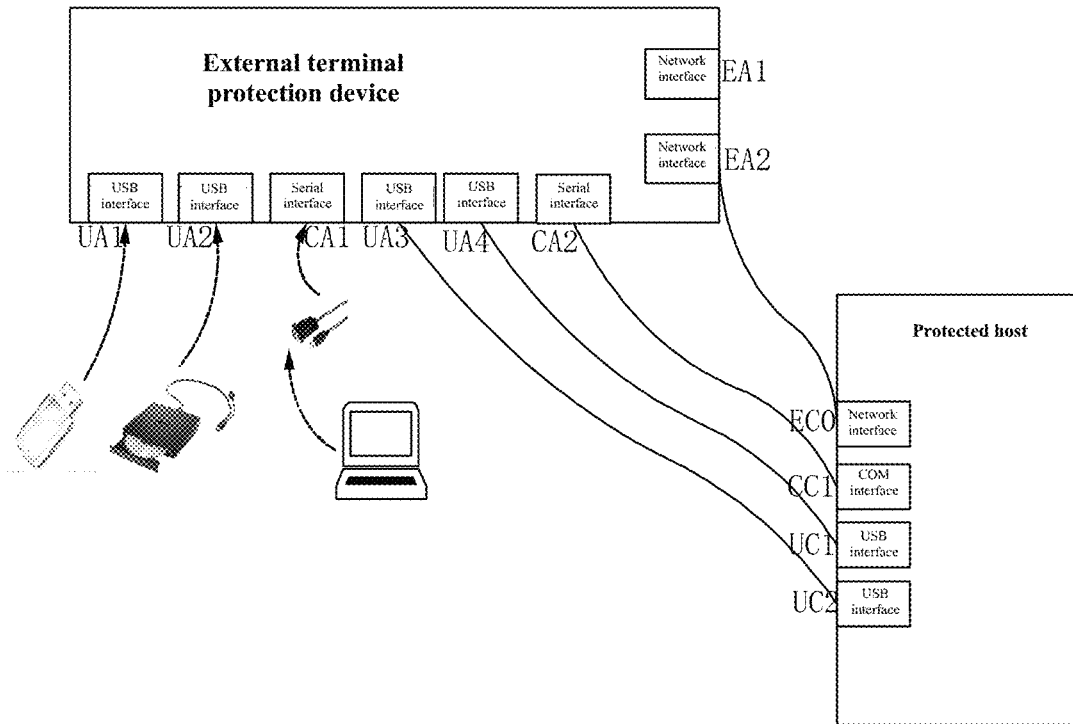 External terminal
protection device
Network
interface
EA1
Network
interface
EA2
USB
interface
USB
interface
Serial
interface
USB
interface
USB
interface
Serial
interface
UA1
UA2
CA1
UA3
UA4
CA2
Protected host
EC0
Network
interface
CC1
COM
interface
UC1
USB
interface
UC2
USB
interface